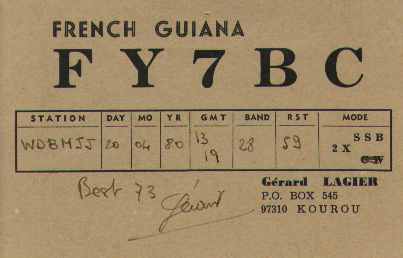 FRENCH GUIANA
FY7BC
STATION DAY MO YR GMT BAND RST MODE
WDBMJJ 20 04 80 13 19 28 59 2 X SSB CW
Best 73 Gérard
Gérard LAGIER
P.O. BOX 545
97310 KOUROU